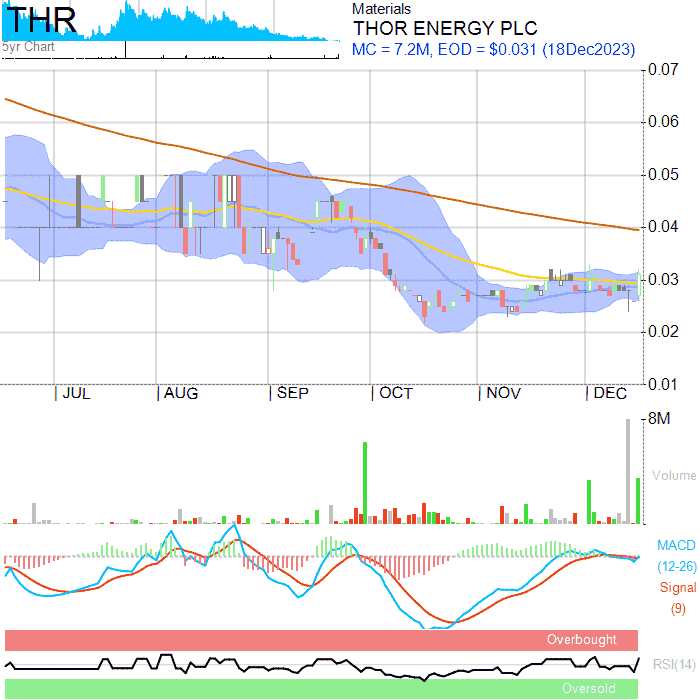 THR
5yr Chart
Materials
THOR ENERGY PLC
MC = 7.2M, EOD = $0.031 (18Dec2023)
0.07
0.06
0.05
0.04
0.03
0.02
0.01
JUL AUG SEP OCT NOV DEC
8M
Volume
MACD
(12-26)
Signal
(9)
Overbought
RSI(14)
Oversold